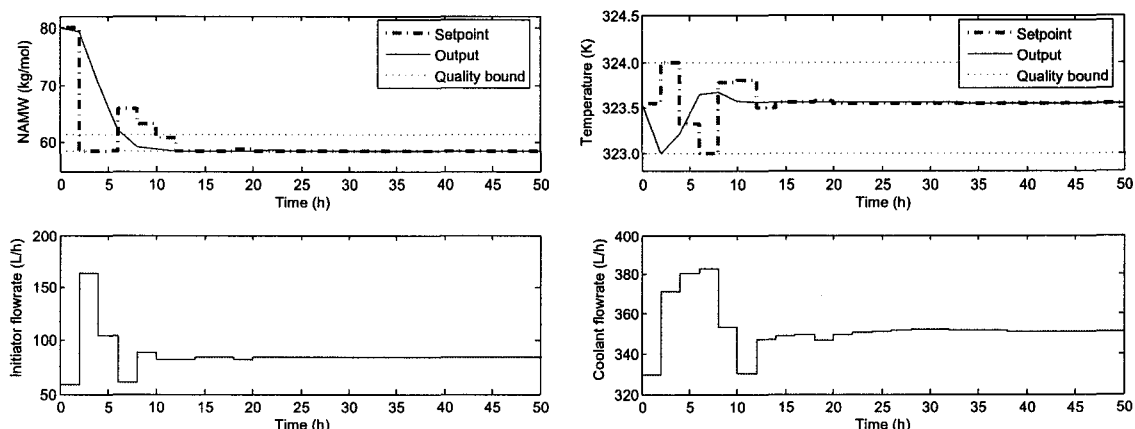 NAMW (kg/mol)
80
70
60
Setpoint
Output
Quality bound
0 5 10 15 20 25 30 35 40 45 50
Time (h)
Temperature (K)
324.5
324.0
323.5
323.0
Setpoint
Output
Quality bound
0 5 10 15 20 25 30 35 40 45 50
Time (h)
Initiator flowrate (L/h)
200
150
100
50
0 5 10 15 20 25 30 35 40 45 50
Time (h)
Coolant flowrate (L/h)
400
380
360
340
320
0 5 10 15 20 25 30 35 40 45 50
Time (h)